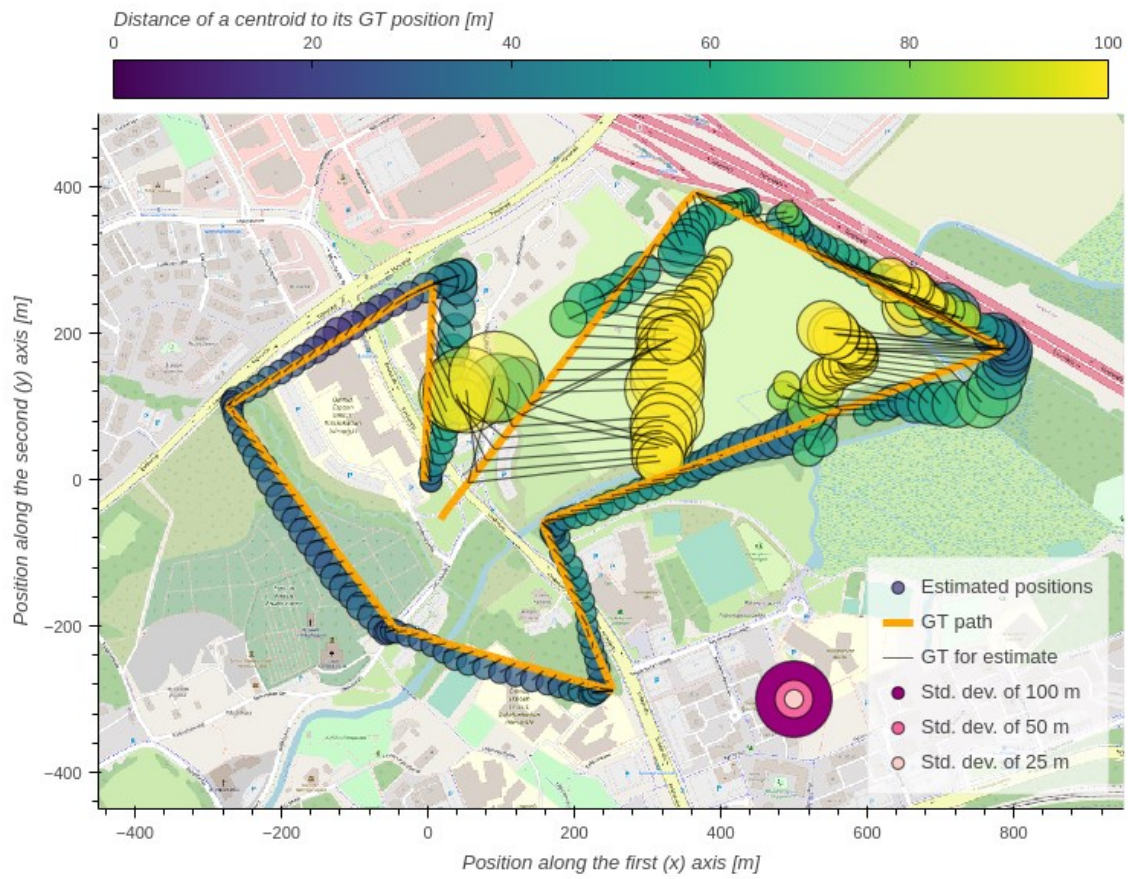 Distance of a centroid to its GT position [m]
0 20 40 60 80 100
Position along the second (y) axis [m]
400
200
0
−200
−400
Estimated positions
GT path
GT for estimate
Std. dev. of 100 m
Std. dev. of 50 m
Std. dev. of 25 m
−400 −200 0 200 400 600 800
Position along the first (x) axis [m]